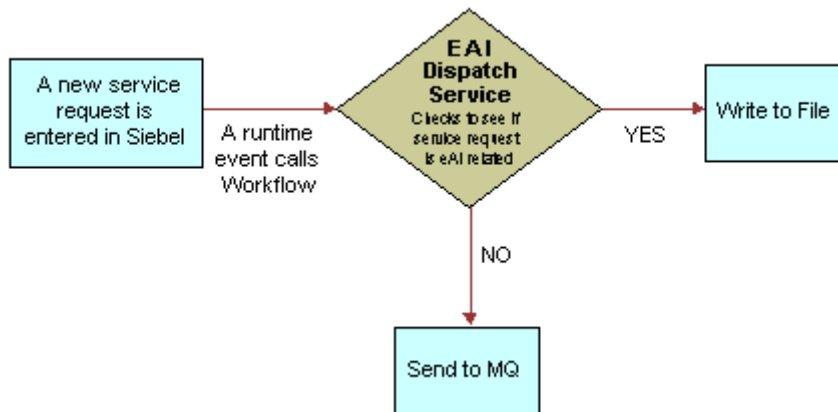 A new service
request is
entered in Siebel
A runtime
event calls
Workflow
EAI
Dispatch
Service
Checks to see if
service request
is eAI related
YES
Write to File
NO
Send to MQ